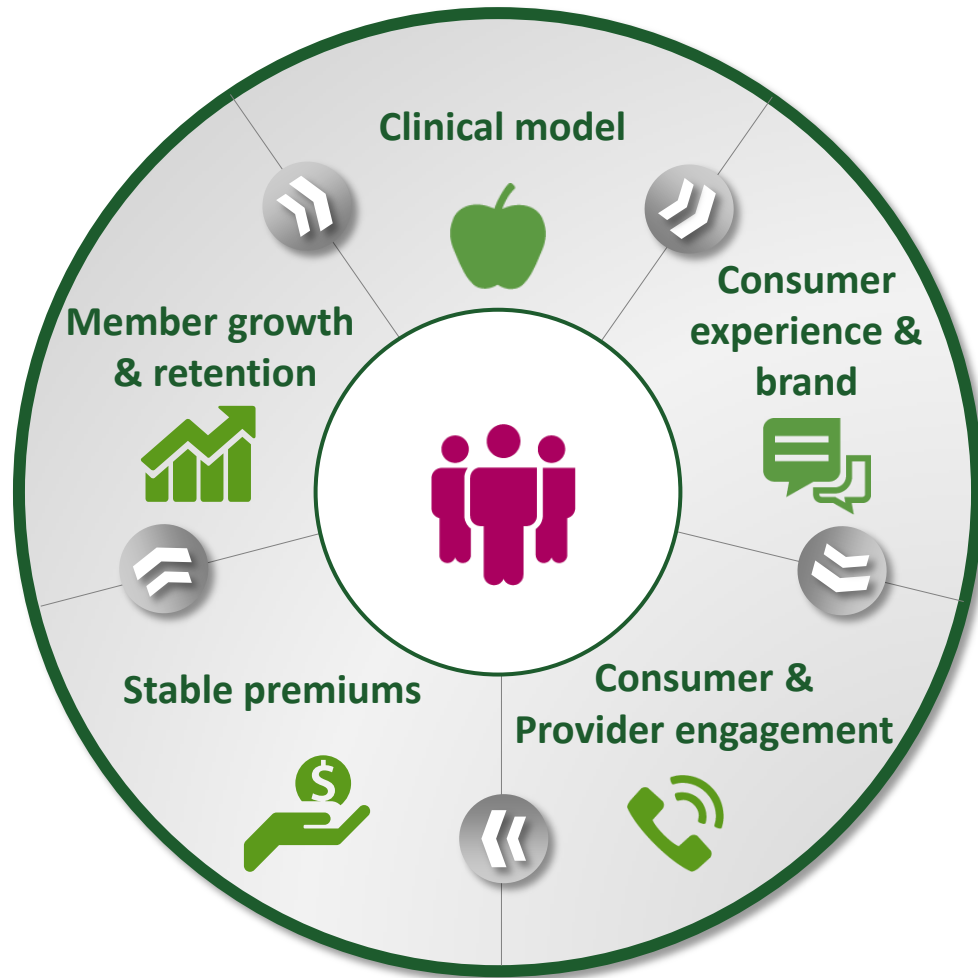 Clinical model
Consumer
experience &
brand
Consumer &
Provider engagement
$
Stable premiums
Member growth
& retention